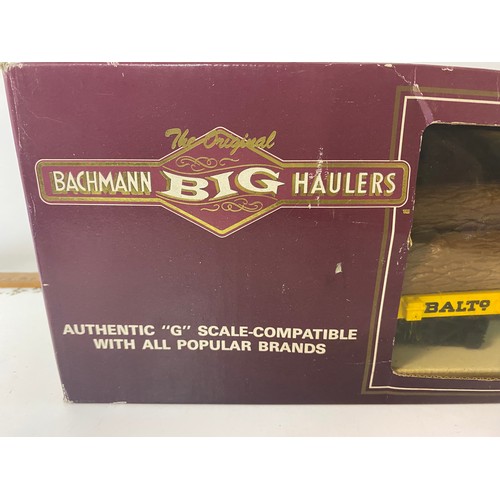 The Original
BACHMANN BIG HAULERS
AUTHENTIC "G" SCALE-COMPATIBLE
WITH ALL POPULAR BRANDS
BALTO